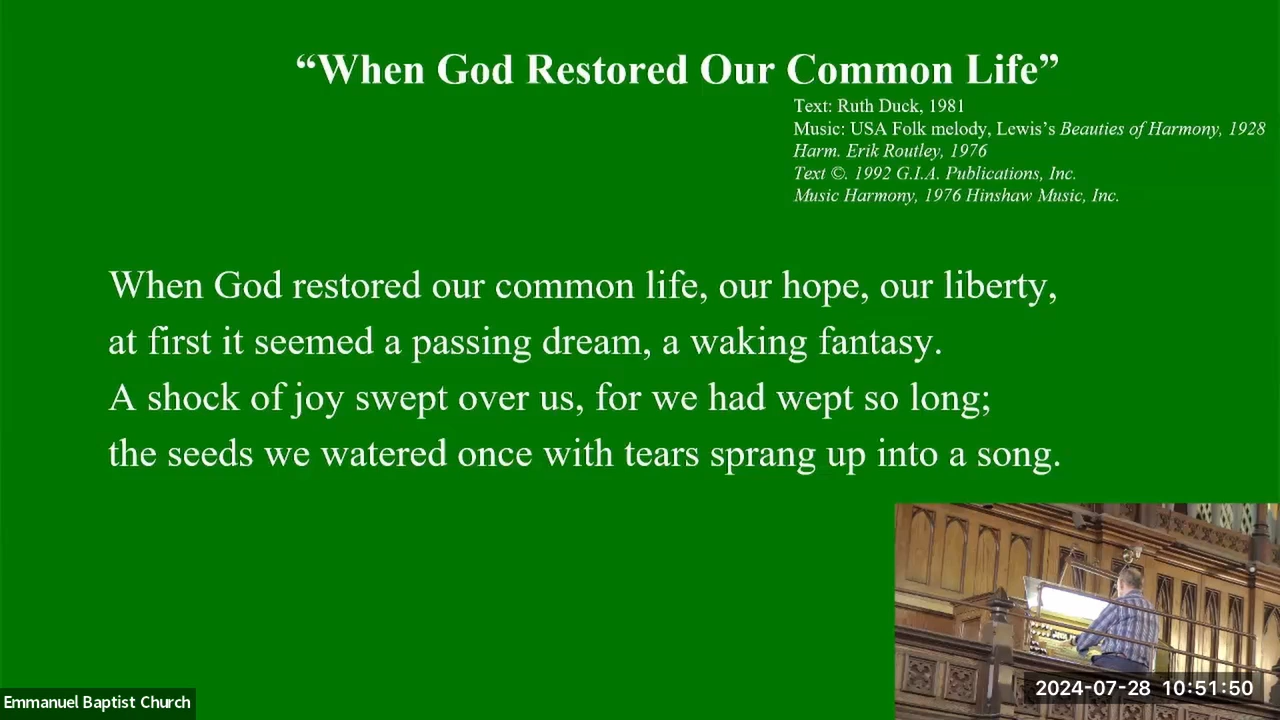 “When God Restored Our Common Life”
Text: Ruth Duck, 1981
Music: USA Folk melody, Lewis’s Beauties of Harmony, 1928
Harm. Erik Routley, 1976
Text ©. 1992 G.I.A. Publications, Inc.
Music Harmony, 1976 Hinshaw Music, Inc.
When God restored our common life, our hope, our liberty,
at first it seemed a passing dream, a waking fantasy.
A shock of joy swept over us, for we had wept so long;
the seeds we watered once with tears sprang up into a song.
Emmanuel Baptist Church
2024-07-28 10:51:50